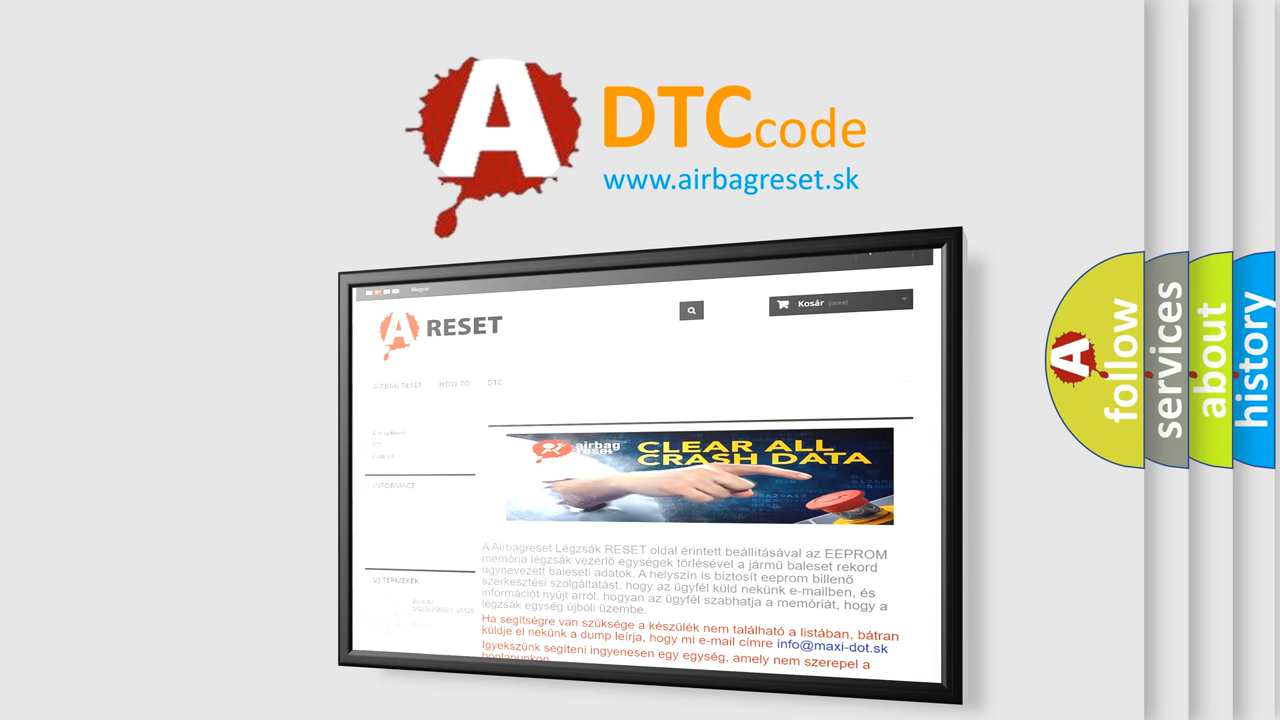 A
DTCcode
www.airbagreset.sk
Magyar
A RESET
Kosár (üres)
AIRBAG RESET HOW TO DTC
Airbag Reset
DTC
INFORMACE
CLEAR ALL
CRASH DATA
airbag
reset
A Airbagreset Légzsák RESET oldal érintett beállításával az EEPROM
memória légzsák vezérlő egységek törlésével a jármű baleset rekord
úgynevezett baleseti adatok. A helyszín is biztosít eeprom billenő
szerkesztési szolgáltatást, hogy az ügyfél küld nekünk e-mailben, és
információt nyújt arról, hogyan az ügyfél szabhatja a memóriát, hogy a
légzsák egység újbóli üzembe.
ÚJ TERMÉKEK
Ha segítségre van szüksége a készülék nem található a listában, bátran
küldje el nekünk a dump leírja, hogy mi e-mail címre info@maxi-dot.sk
Igyekszünk segíteni ingyenesen egy egység, amely nem szerepel a
honlapunkon
A
follow
services
about
history